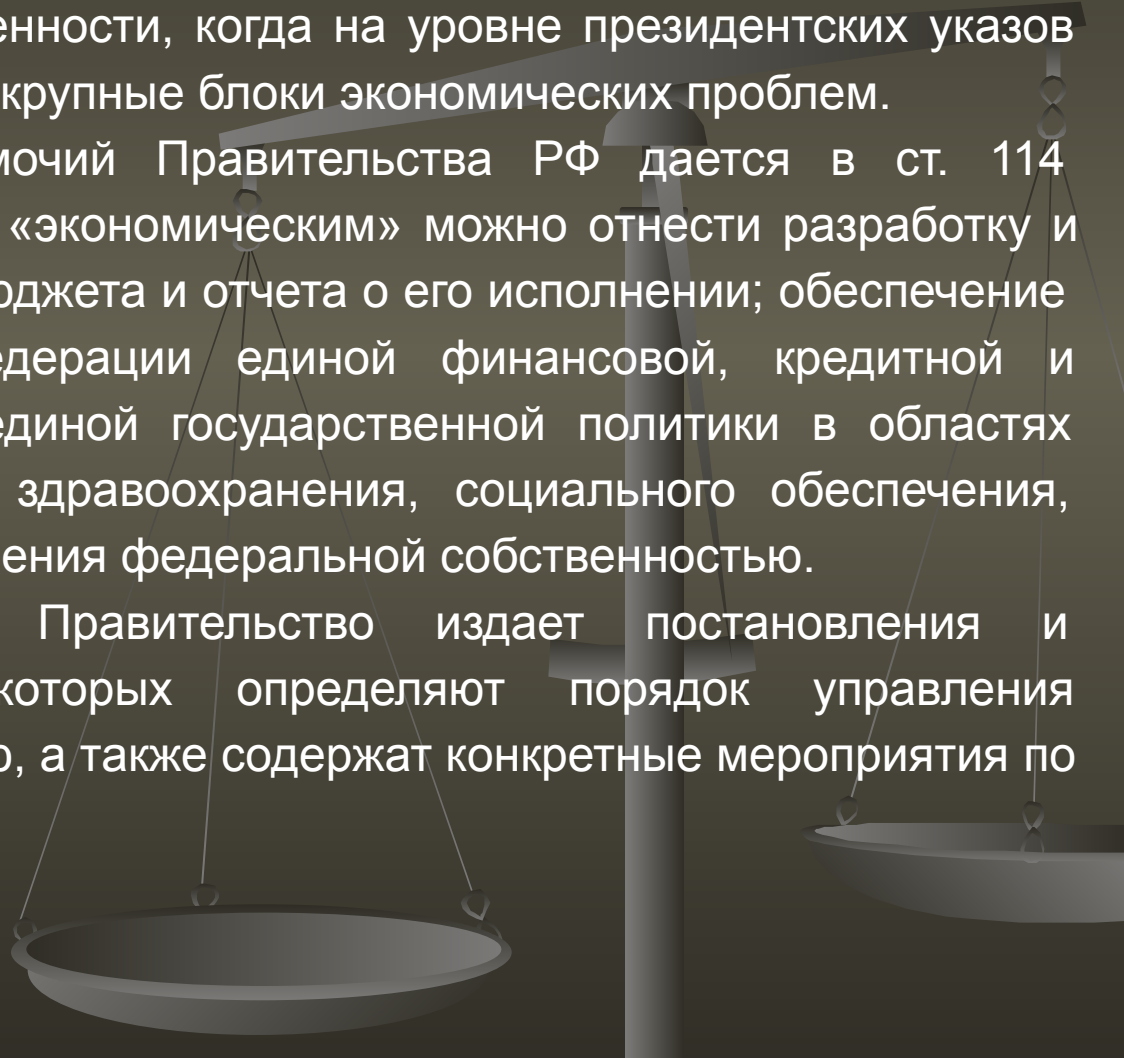 енности, когда на уровне президентских указов
крупные блоки экономических проблем.
мочий Правительства РФ дается в ст. 114
«экономическим» можно отнести разработку и
юджета и отчета о его исполнении; обеспечение
едерации единой финансовой, кредитной и
единой государственной политики в областях
здравоохранения, социального обеспечения,
ения федеральной собственностью.
Правительство издает постановления и
которых определяют порядок управления
о, а также содержат конкретные мероприятия по